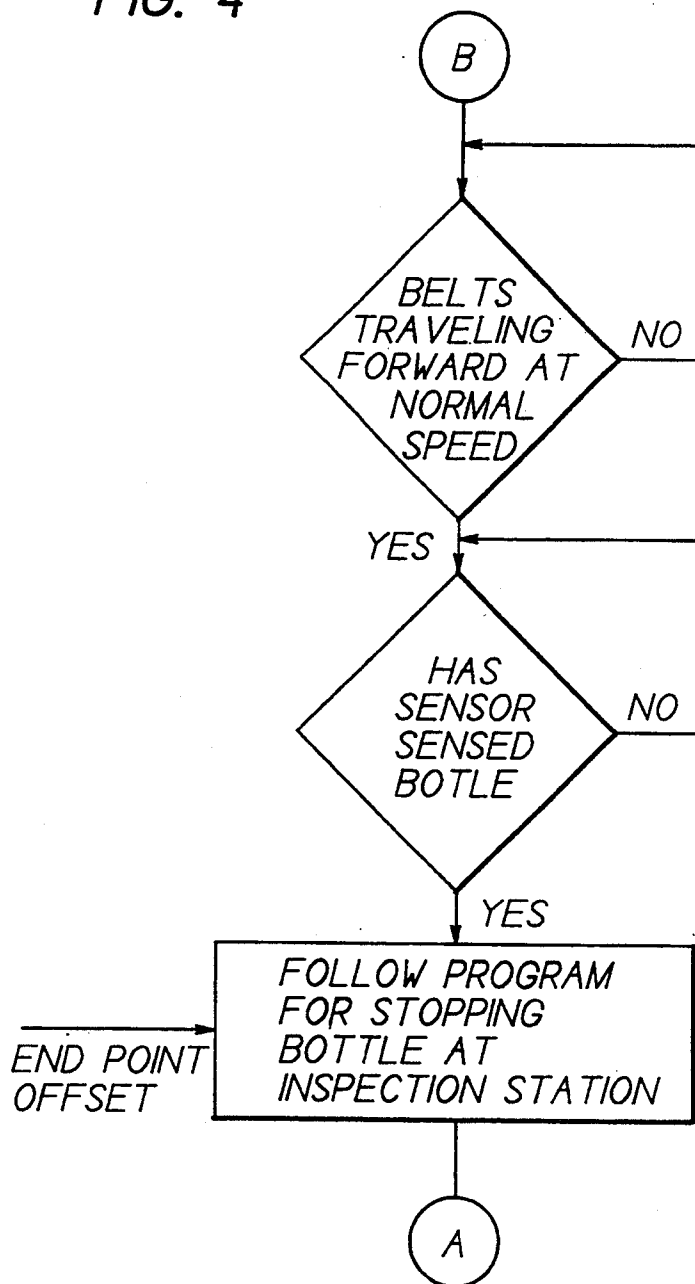 FIG. 4
B
BELTS
TRAVELING
FORWARD AT
NORMAL
SPEED
NO
YES
HAS
SENSOR
SENSED
BOTLE
NO
YES
FOLLOW PROGRAM
FOR STOPPING
BOTTLE AT
INSPECTION STATION
END POINT
OFFSET
A